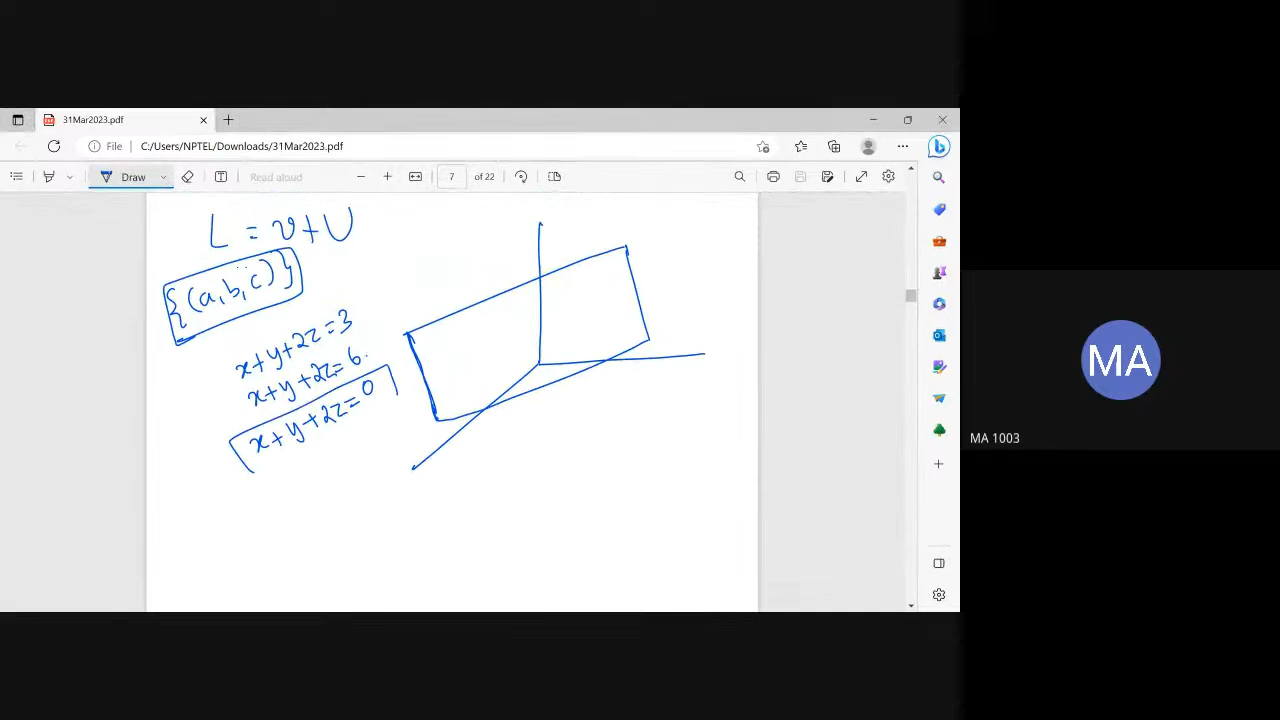 31Mar2023.pdf
File C:/Users/NPTEL/Downloads/31Mar2023.pdf
Draw Read aloud 7 of 22
L = v+U
{(a,b,c)}
x+y+2z=3
x+y+2z=6.
x+y+2z=0
MA
MA 1003